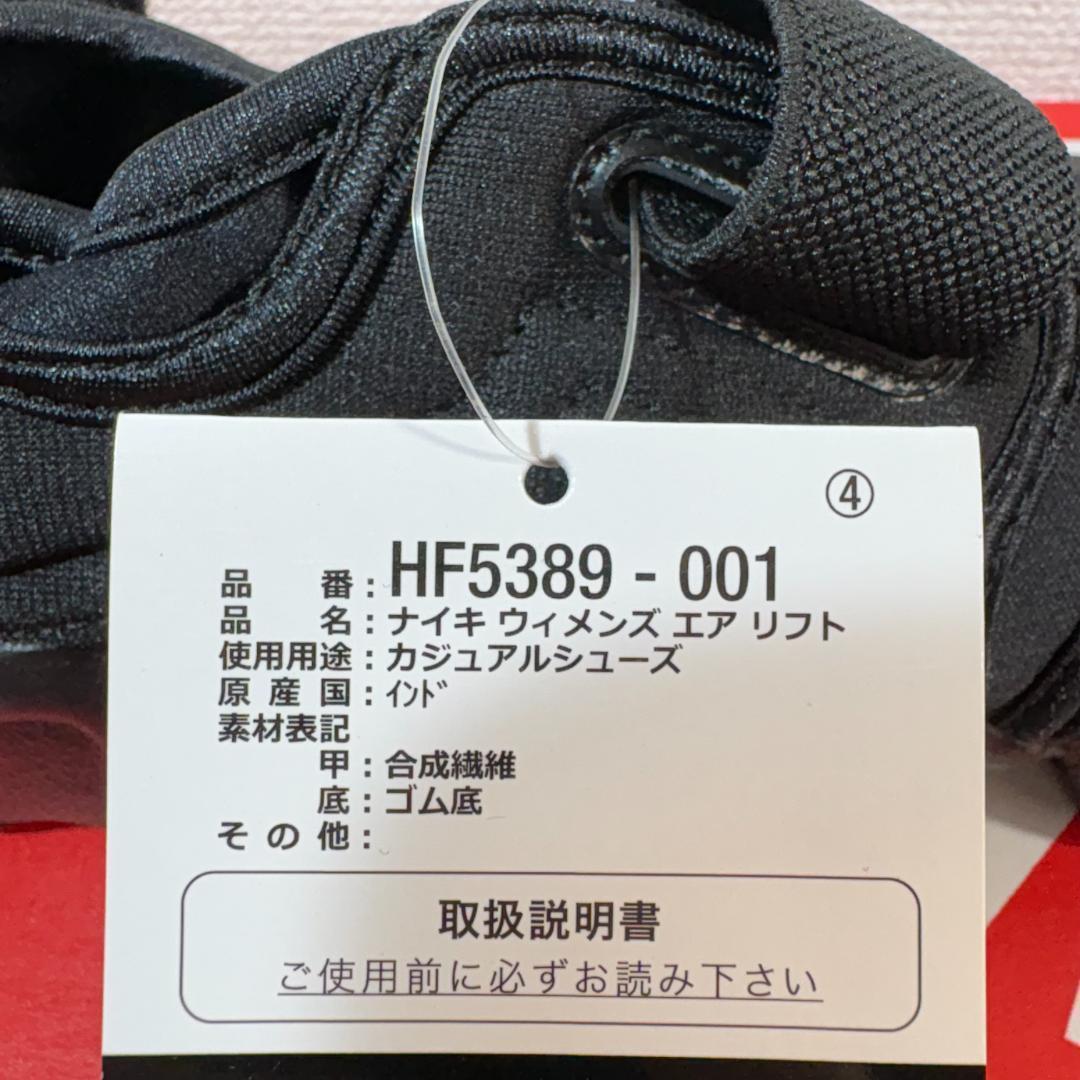 ④
品番：HF5389 - 001
品名：ナイキ ウィメンズ エア リフト
使用用途：カジュアルシューズ
原産国：ｲﾝﾄﾞ
素材表記
甲：合成繊維
底：ゴム底
その他：
取扱説明書
ご使用前に必ずお読み下さい